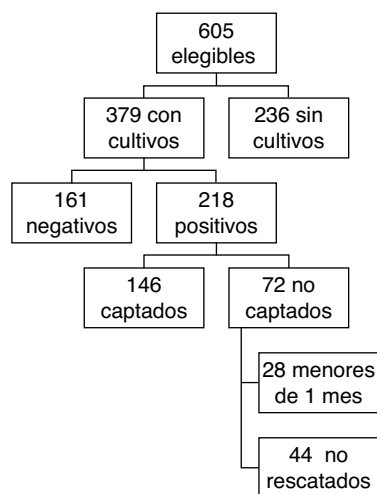 605
elegibles
379 con
cultivos
236 sin
cultivos
161
negativos
218
positivos
146
captados
72 no
captados
28 menores
de 1 mes
44 no
rescatados